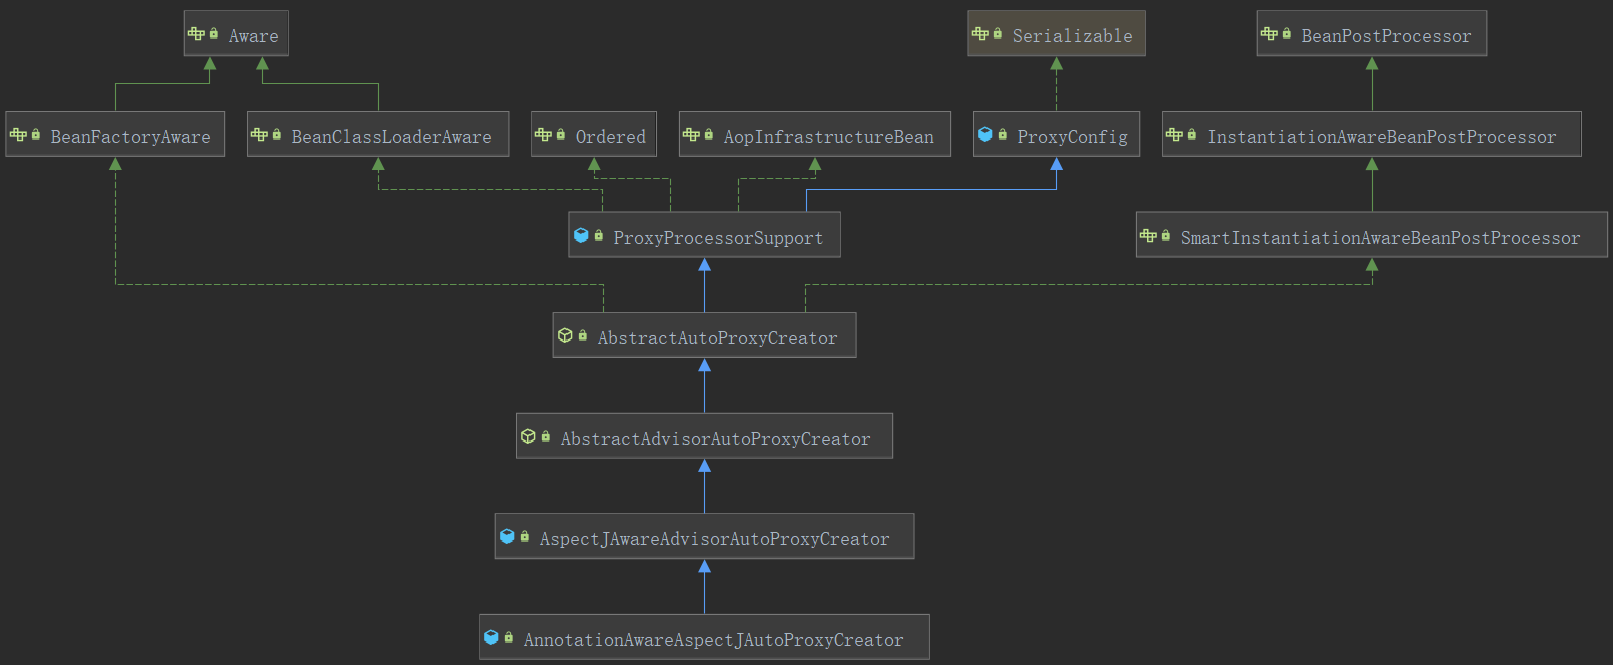 Aware
Serializable
BeanPostProcessor
BeanFactoryAware
BeanClassLoaderAware
Ordered
AopInfrastructureBean
ProxyConfig
InstantiationAwareBeanPostProcessor
ProxyProcessorSupport
SmartInstantiationAwareBeanPostProcessor
AbstractAutoProxyCreator
AbstractAdvisorAutoProxyCreator
AspectJAwareAdvisorAutoProxyCreator
AnnotationAwareAspectJAutoProxyCreator